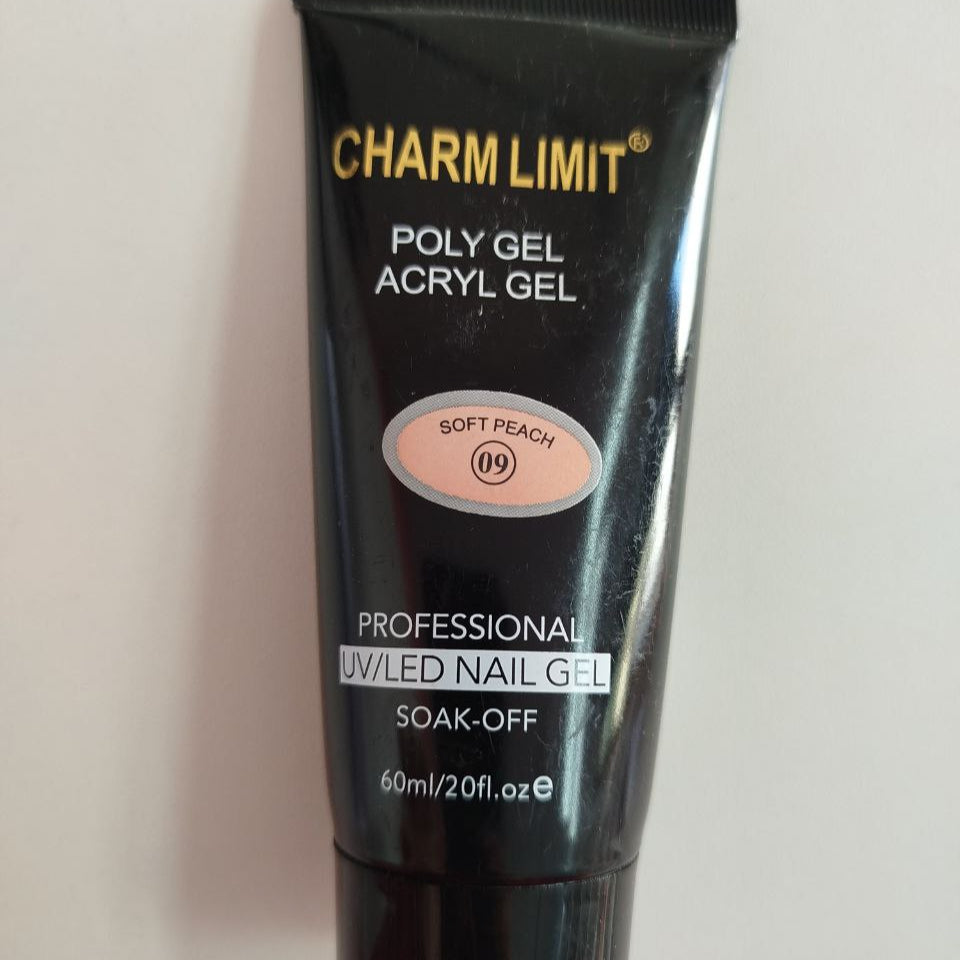 CHARM LIMIT®
POLY GEL
ACRYL GEL
SOFT PEACH
09
PROFESSIONAL
UV/LED NAIL GEL
SOAK-OFF
60ml/20fl.oz℮